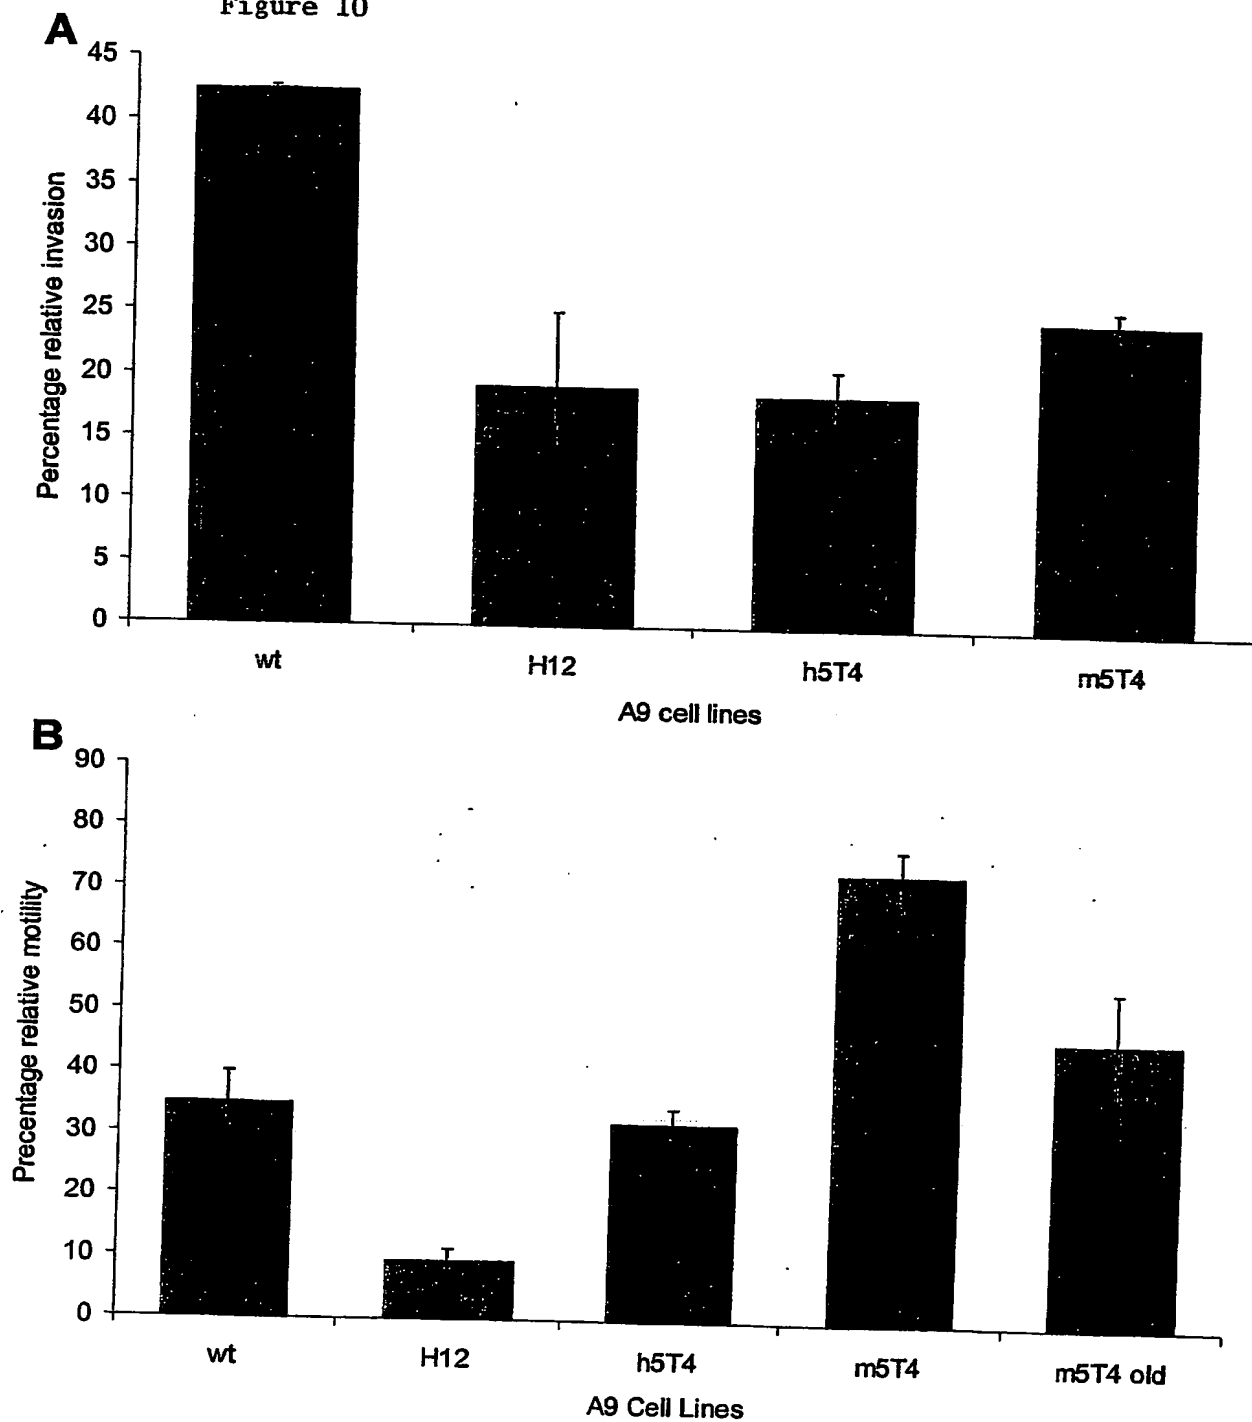 Figure 10
A
45
40
35
30
25
20
15
10
5
0
Percentage relative invasion
wt H12 h5T4 m5T4
A9 cell lines
B
90
80
70
60
50
40
30
20
10
0
Precentage relative motility
wt H12 h5T4 m5T4 m5T4 old
A9 Cell Lines